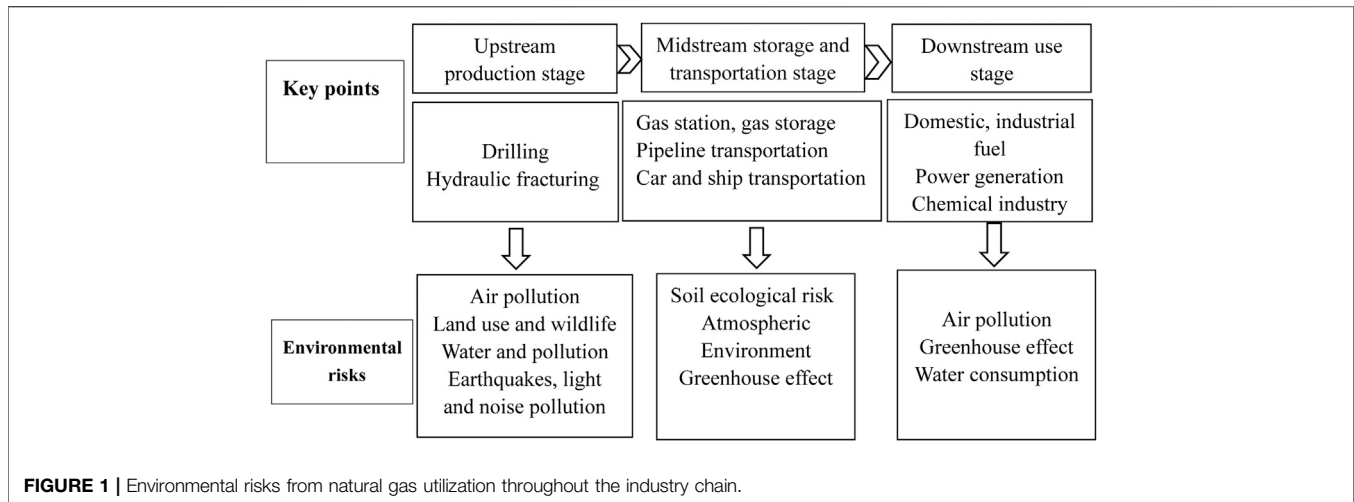 Key points
Upstream
production stage
Midstream storage and
transportation stage
Downstream use
stage
Drilling
Hydraulic fracturing
Gas station, gas storage
Pipeline transportation
Car and ship transportation
Domestic, industrial
fuel
Power generation
Chemical industry
Environmental
risks
Air pollution
Land use and wildlife
Water and pollution
Earthquakes, light
and noise pollution
Soil ecological risk
Atmospheric
Environment
Greenhouse effect
Air pollution
Greenhouse effect
Water consumption
FIGURE 1 | Environmental risks from natural gas utilization throughout the industry chain.